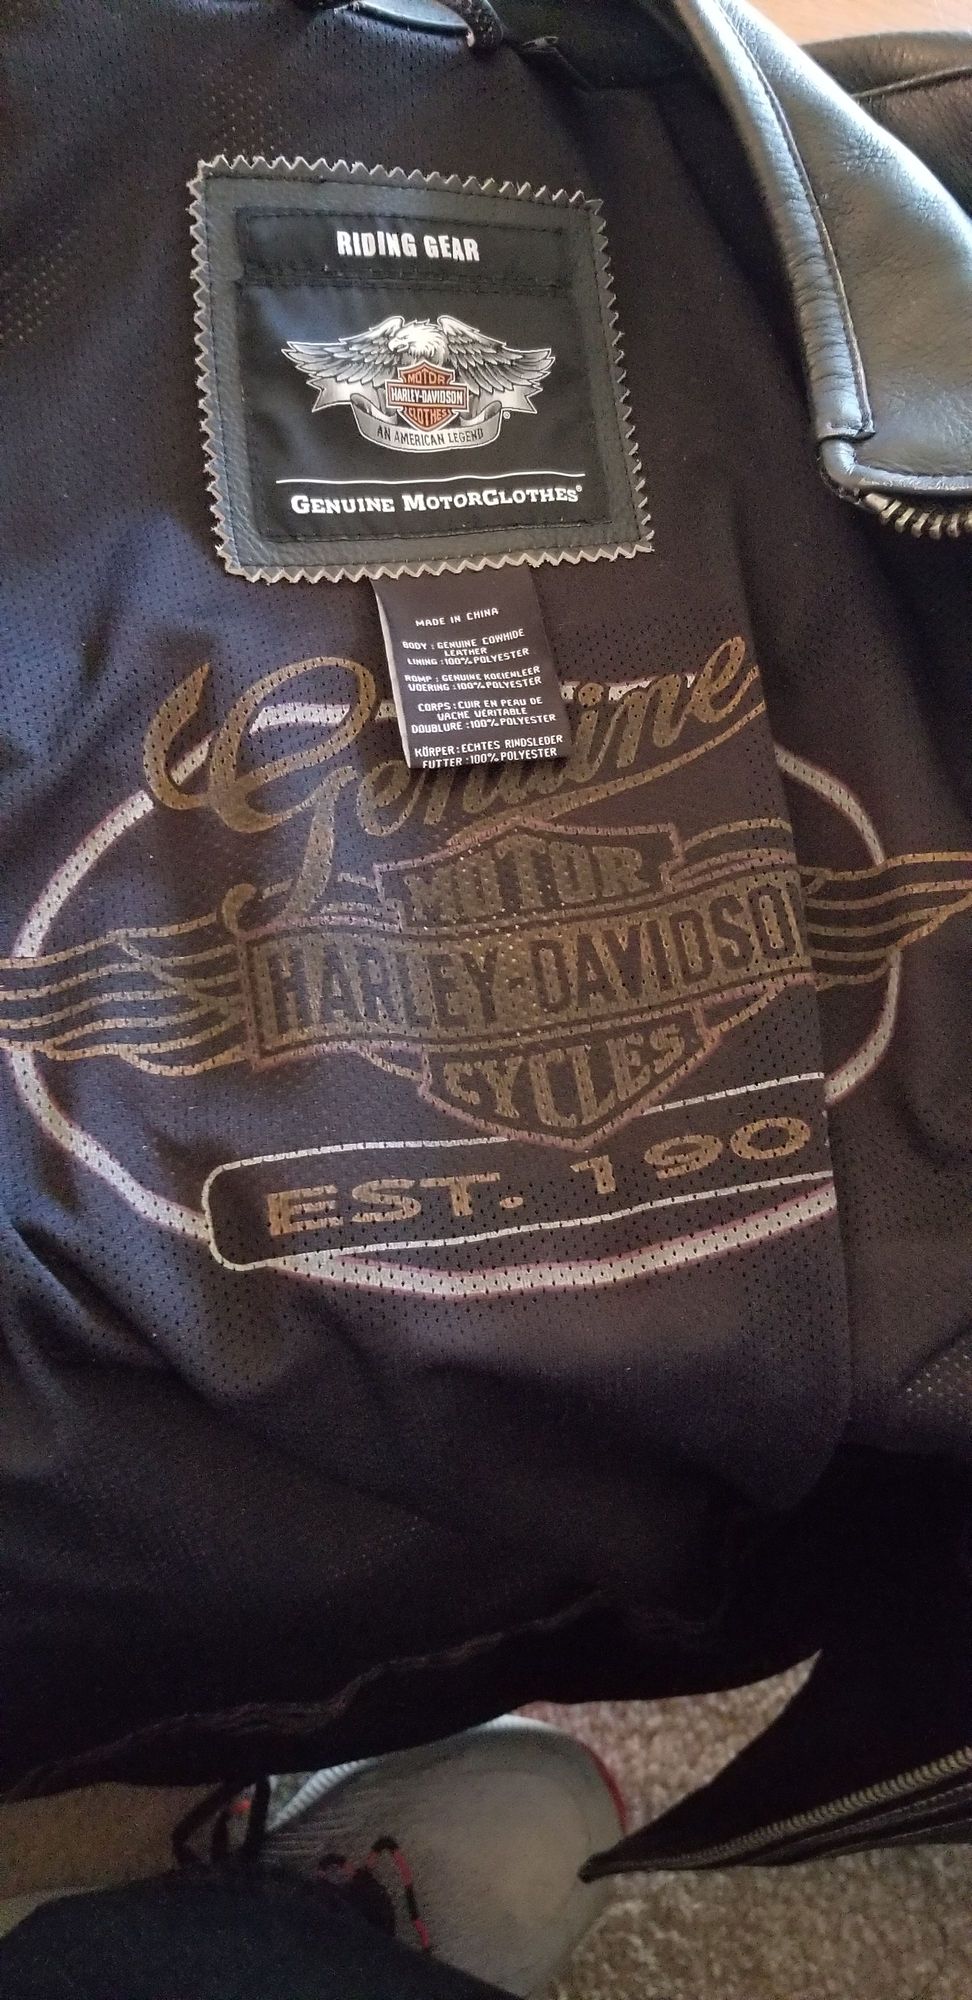 RIDING GEAR
MOTOR
HARLEY-DAVIDSON
CLOTHES
AN AMERICAN LEGEND
®
GENUINE MOTORCLOTHES®
MADE IN CHINA
BODY : GENUINE COWHIDE
LEATHER
LINING : 100% POLYESTER
ROMP : GENUINE KOEIENLEER
VOERING : 100% POLYESTER
CORPS : CUIR EN PEAU DE
VACHE VERITABLE
DOUBLURE : 100% POLYESTER
KÖRPER : ECHTES RINDSLEDER
FUTTER : 100% POLYESTER
Genuine
MOTOR
HARLEY-DAVIDSO
CYCLES
EST. 190